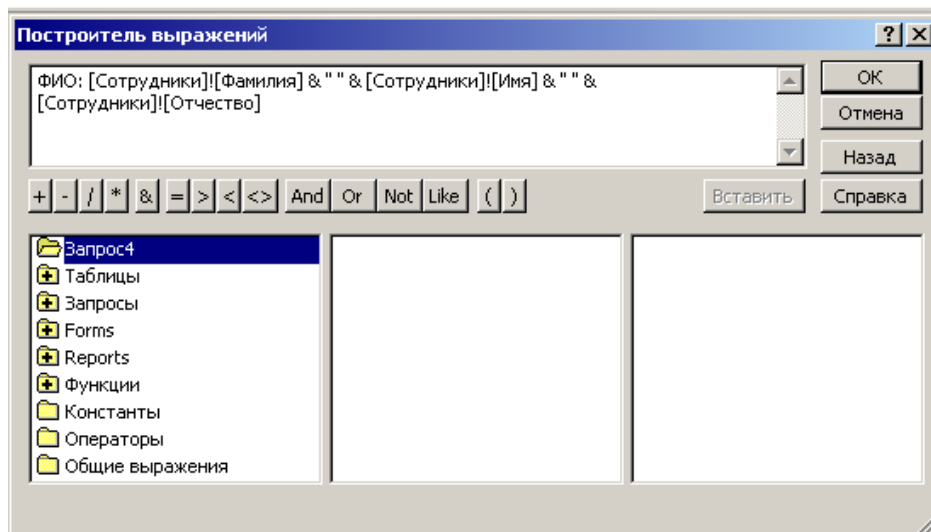 Построитель выражений
ФИО: [Сотрудники]![Фамилия] & " " & [Сотрудники]![Имя] & " " &
[Сотрудники]![Отчество]
ОК
Отмена
Назад
+ - / * & = > < <> And Or Not Like ( ) Вставить Справка
Запрос4
Таблицы
Запросы
Forms
Reports
Функции
Константы
Операторы
Общие выражения